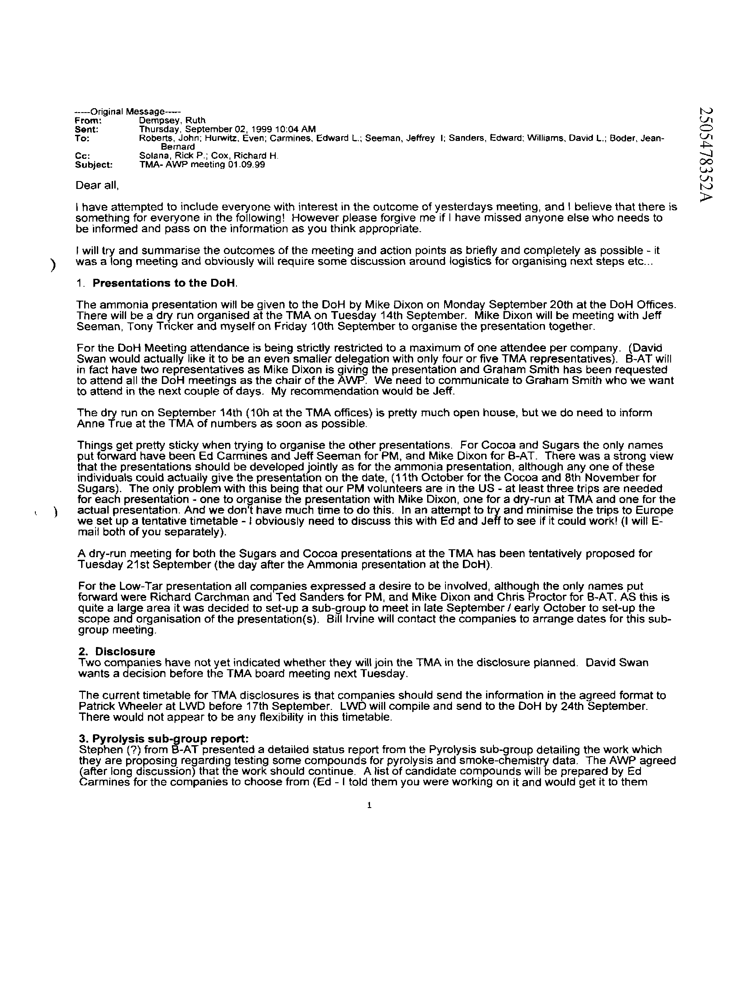 -----Original Message-----
From: Dempsey, Ruth
Sent: Thursday, September 02, 1999 10:04 AM
To: Roberts, John; Hurwitz, Even; Carmines, Edward L.; Seeman, Jeffrey I; Sanders, Edward; Williams, David L.; Boder, Jean-
Bernard
Cc: Solana, Rick P.; Cox, Richard H.
Subject: TMA- AWP meeting 01.09.99
Dear all,
I have attempted to include everyone with interest in the outcome of yesterdays meeting, and I believe that there is
something for everyone in the following! However please forgive me if I have missed anyone else who needs to
be informed and pass on the information as you think appropriate.
I will try and summarise the outcomes of the meeting and action points as briefly and completely as possible - it
was a long meeting and obviously will require some discussion around logistics for organising next steps etc...
)
1. Presentations to the DoH.
The ammonia presentation will be given to the DoH by Mike Dixon on Monday September 20th at the DoH Offices.
There will be a dry run organised at the TMA on Tuesday 14th September. Mike Dixon will be meeting with Jeff
Seeman, Tony Tricker and myself on Friday 10th September to organise the presentation together.
For the DoH Meeting attendance is being strictly restricted to a maximum of one attendee per company. (David
Swan would actually like it to be an even smaller delegation with only four or five TMA representatives). B-AT will
in fact have two representatives as Mike Dixon is giving the presentation and Graham Smith has been requested
to attend all the DoH meetings as the chair of the AWP. We need to communicate to Graham Smith who we want
to attend in the next couple of days. My recommendation would be Jeff.
The dry run on September 14th (10h at the TMA offices) is pretty much open house, but we do need to inform
Anne True at the TMA of numbers as soon as possible.
Things get pretty sticky when trying to organise the other presentations. For Cocoa and Sugars the only names
put forward have been Ed Carmines and Jeff Seeman for PM, and Mike Dixon for B-AT. There was a strong view
that the presentations should be developed jointly as for the ammonia presentation, although any one of these
individuals could actually give the presentation on the date, (11th October for the Cocoa and 8th November for
Sugars). The only problem with this being that our PM volunteers are in the US - at least three trips are needed
for each presentation - one to organise the presentation with Mike Dixon, one for a dry-run at TMA and one for the
) actual presentation. And we don't have much time to do this. In an attempt to try and minimise the trips to Europe
we set up a tentative timetable - I obviously need to discuss this with Ed and Jeff to see if it could work! (I will E-
mail both of you separately).
A dry-run meeting for both the Sugars and Cocoa presentations at the TMA has been tentatively proposed for
Tuesday 21st September (the day after the Ammonia presentation at the DoH).
For the Low-Tar presentation all companies expressed a desire to be involved, although the only names put
forward were Richard Carchman and Ted Sanders for PM, and Mike Dixon and Chris Proctor for B-AT. AS this is
quite a large area it was decided to set-up a sub-group to meet in late September / early October to set-up the
scope and organisation of the presentation(s). Bill Irvine will contact the companies to arrange dates for this sub-
group meeting.
2. Disclosure
Two companies have not yet indicated whether they will join the TMA in the disclosure planned. David Swan
wants a decision before the TMA board meeting next Tuesday.
The current timetable for TMA disclosures is that companies should send the information in the agreed format to
Patrick Wheeler at LWD before 17th September. LWD will compile and send to the DoH by 24th September.
There would not appear to be any flexibility in this timetable.
3. Pyrolysis sub-group report:
Stephen (?) from B-AT presented a detailed status report from the Pyrolysis sub-group detailing the work which
they are proposing regarding testing some compounds for pyrolysis and smoke-chemistry data. The AWP agreed
(after long discussion) that the work should continue. A list of candidate compounds will be prepared by Ed
Carmines for the companies to choose from (Ed - I told them you were working on it and would get it to them
1
2505478352A